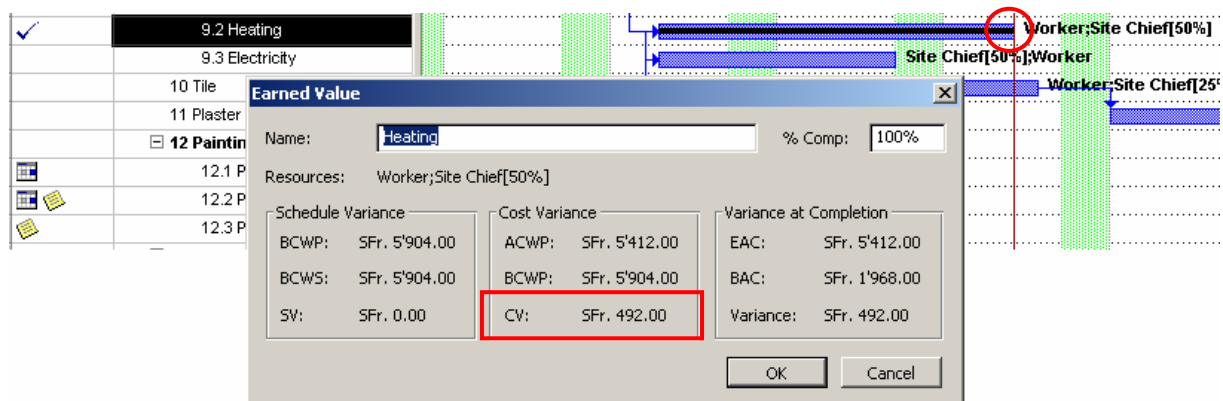 9.2 Heating
Worker;Site Chief[50%]
9.3 Electricity
Site Chief[50%];Worker
10 Tile
Worker;Site Chief[25%
11 Plaster
12 Paintin
12.1 P
12.2 P
12.3 P
Earned Value
Name: Heating % Comp: 100%
Resources: Worker;Site Chief[50%]
Schedule Variance Cost Variance Variance at Completion
BCWP: SFr. 5'904.00 ACWP: SFr. 5'412.00 EAC: SFr. 5'412.00
BCWS: SFr. 5'904.00 BCWP: SFr. 5'904.00 BAC: SFr. 1'968.00
SV: SFr. 0.00 CV: SFr. 492.00 Variance: SFr. 492.00
OK Cancel